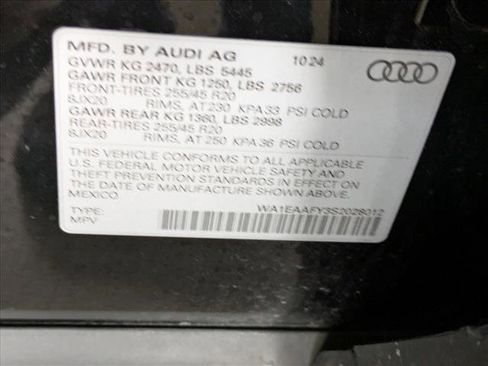 MFD. BY AUDI AG 10 24
GVWR KG 2470, LBS 5445
GAWR FRONT KG 1250, LBS 2756
FRONT-TIRES 255/45 R20
8JX20 RIMS, AT 230 KPA 33 PSI COLD
GAWR REAR KG 1360, LBS 2998
REAR-TIRES 255/45 R20
8JX20 RIMS, AT 250 KPA 36 PSI COLD
THIS VEHICLE CONFORMS TO ALL APPLICABLE
U.S. FEDERAL MOTOR VEHICLE SAFETY AND
THEFT PREVENTION STANDARDS IN EFFECT ON
THE DATE OF MANUFACTURE SHOWN ABOVE.
MEXICO
TYPE: WA1EAAFY3S2028012
MPV